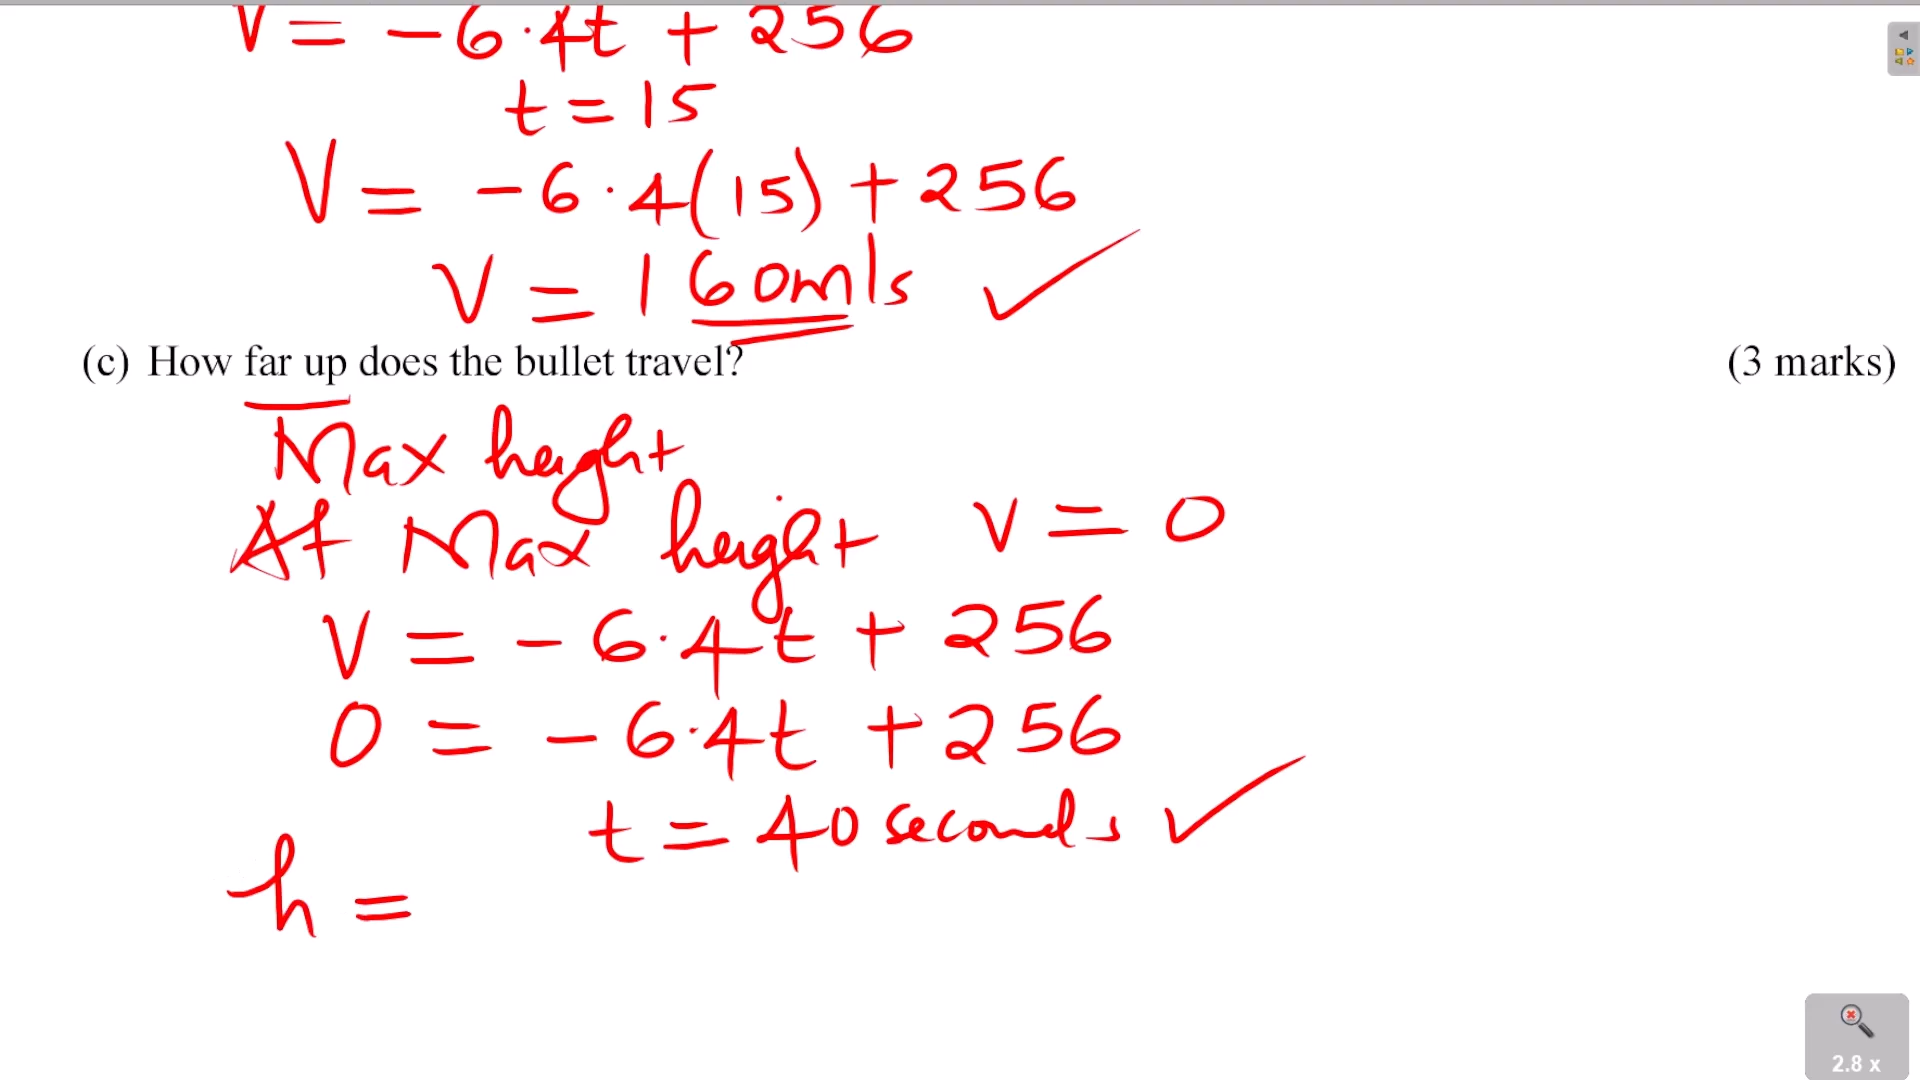 V = -6.4t + 256
t = 15
V = -6.4(15) + 256
V = 160m/s ✓
(c) How far up does the bullet travel? (3 marks)
Max height
At Max height v = 0
V = -6.4t + 256
0 = -6.4t + 256
t = 40 seconds ✓
h =
2.8 x